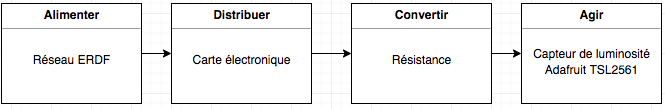 Alimenter
Réseau ERDF
Distribuer
Carte électronique
Convertir
Résistance
Agir
Capteur de luminosité
Adafruit TSL2561